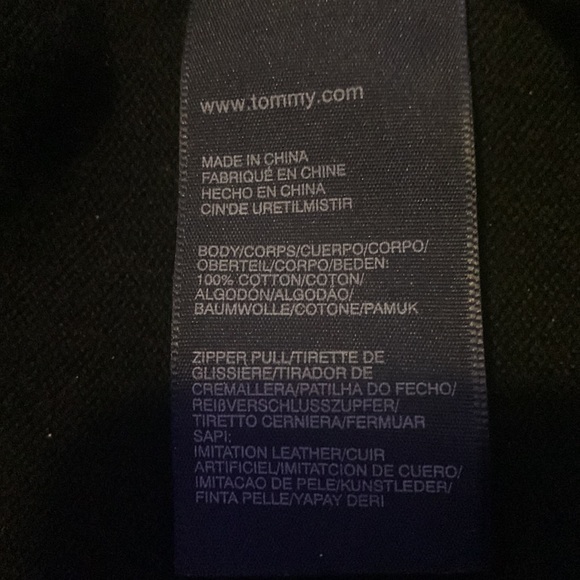 www.tommy.com
MADE IN CHINA
FABRIQUÉ EN CHINE
HECHO EN CHINA
CIN'DE URETILMISTIR
BODY/CORPS/CUERPO/CORPO/
OBERTEIL/CORPO/BEDEN:
100% COTTON/COTON/
ALGODÓN/ALGODÃO/
BAUMWOLLE/COTONE/PAMUK
ZIPPER PULL/TIRETTE DE
GLISSIERE/TIRADOR DE
CREMALLERA/PATILHA DO FECHO/
REIßVERSCHLUSSZUPFER/
TIRETTO CERNIERA/FERMUAR
SAPI:
IMITATION LEATHER/CUIR
ARTIFICIEL/IMITATCION DE CUERO/
IMITACAO DE PELE/KUNSTLEDER/
FINTA PELLE/YAPAY DERI